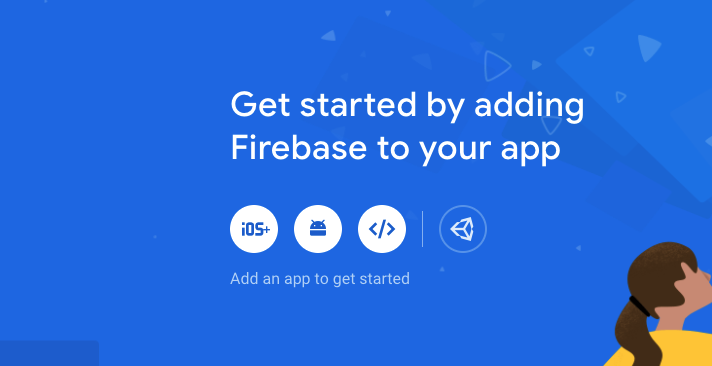 Get started by adding
Firebase to your app
iOS+
</>
Add an app to get started